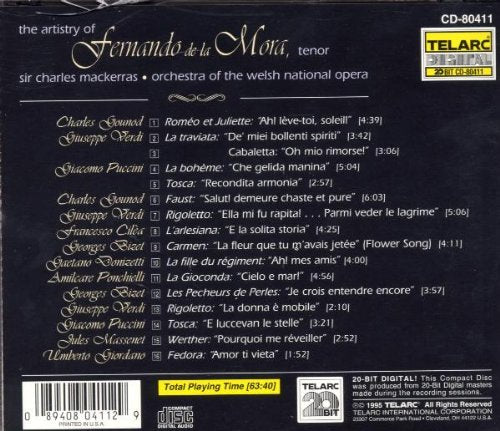 CD-80411
the artistry of Fernando de la Mora, tenor
sir charles mackerras • orchestra of the welsh national opera
TELARC
DIGITAL
20 BIT CD-80411
Charles Gounod 1 Roméo et Juliette: "Ah! lève-toi, soleil!" [4:39]
Giuseppe Verdi 2 La traviata: "De' miei bollenti spiriti" [3:42]
3 Cabaletta: "Oh mio rimorse!" [3:06]
Giacomo Puccini 4 La bohème: "Che gelida manina" [5:04]
5 Tosca: "Recondita armonia" [2:57]
Charles Gounod 6 Faust: "Salut! demeure chaste et pure" [6:03]
Giuseppe Verdi 7 Rigoletto: "Ella mi fu rapita! . . . Parmi veder le lagrime" [5:06]
Francesco Cilèa 8 L'arlesiana: "E la solita storia" [4:25]
Georges Bizet 9 Carmen: "La fleur que tu m'avais jetée" (Flower Song) [4:11]
Gaetano Donizetti 10 La fille du régiment: "Ah! mes amis" [4:00]
Amilcare Ponchielli 11 La Gioconda: "Cielo e mar!" [4:56]
Georges Bizet 12 Les Pecheurs de Perles: "Je crois entendre encore" [3:57]
Giuseppe Verdi 13 Rigoletto: "La donna è mobile" [2:10]
Giacomo Puccini 14 Tosca: "E luccevan le stelle" [3:21]
Jules Massenet 15 Werther: "Pourquoi me réveiller" [2:52]
Umberto Giordano 16 Fedora: "Amor ti vieta" [1:52]
0 89408 04112 9
PRINTED IN U.S.A.
COMPACT
disc
DIGITAL AUDIO
Total Playing Time [63:40]
TELARC
20
BIT
20-BIT DIGITAL! This Compact Disc
was produced from 20-Bit Digital masters
made during the recording sessions.
© 1995 TELARC ® All Rights Reserved
TELARC INTERNATIONAL CORPORATION
23307 Commerce Park Road • Cleveland, OH 44122 U.S.A.